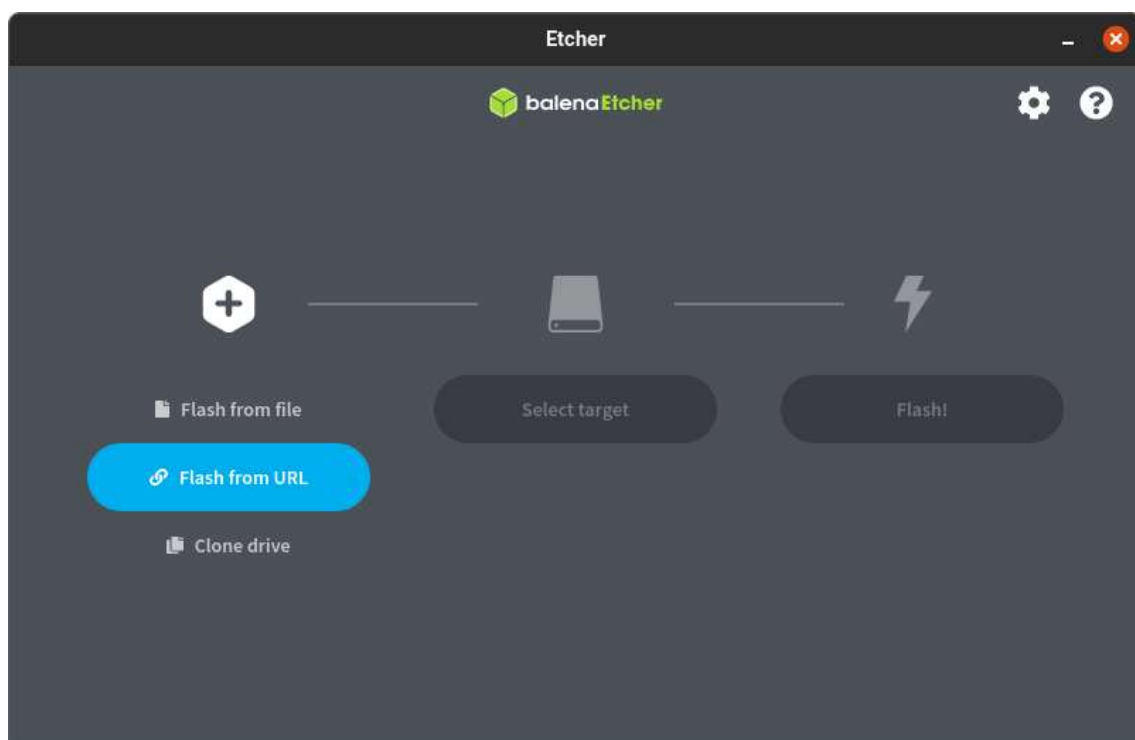 Etcher
balenaEtcher
Flash from file
Select target
Flash!
Flash from URL
Clone drive